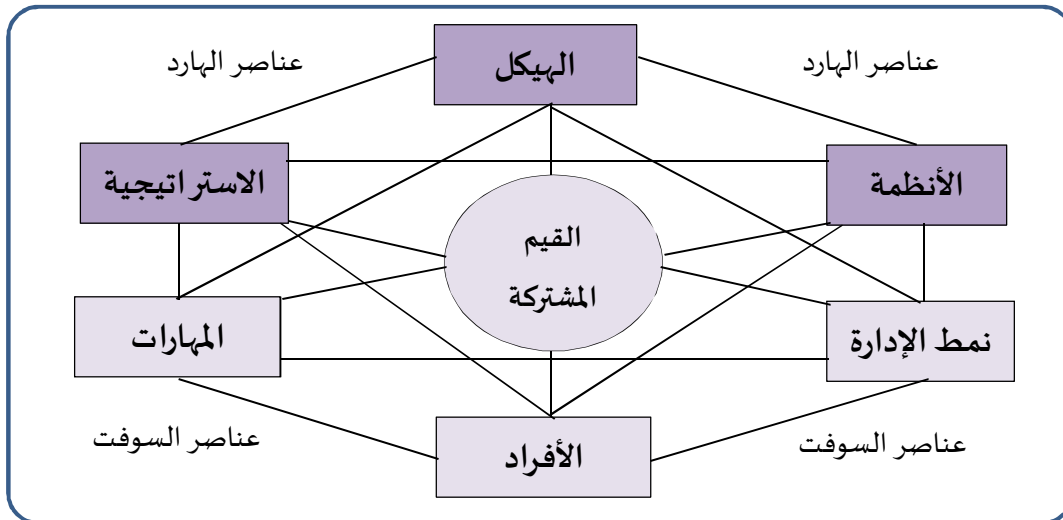 عناصر الهارد
الهيكل
عناصر الهارد
الأنظمة
الاستراتيجية
القيم
المشتركة
نمط الإدارة
المهارات
الأفراد
عناصر السوفت
عناصر السوفت